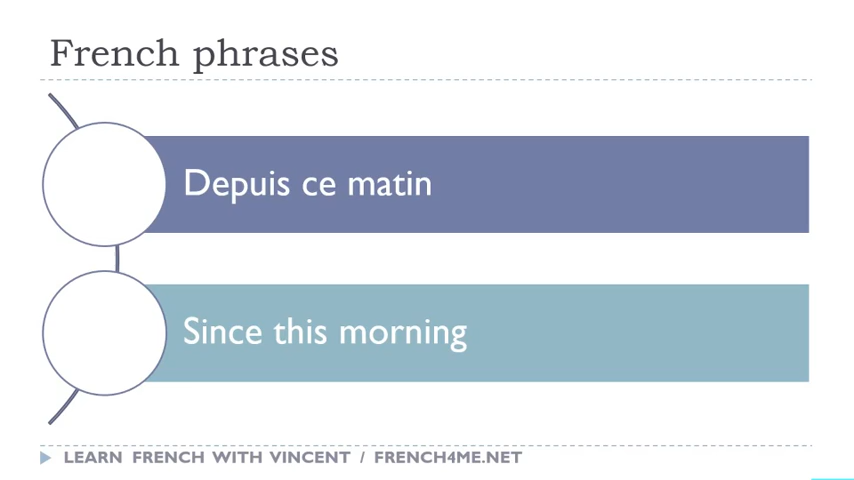 French phrases
Depuis ce matin
Since this morning
LEARN FRENCH WITH VINCENT / FRENCH4ME.NET